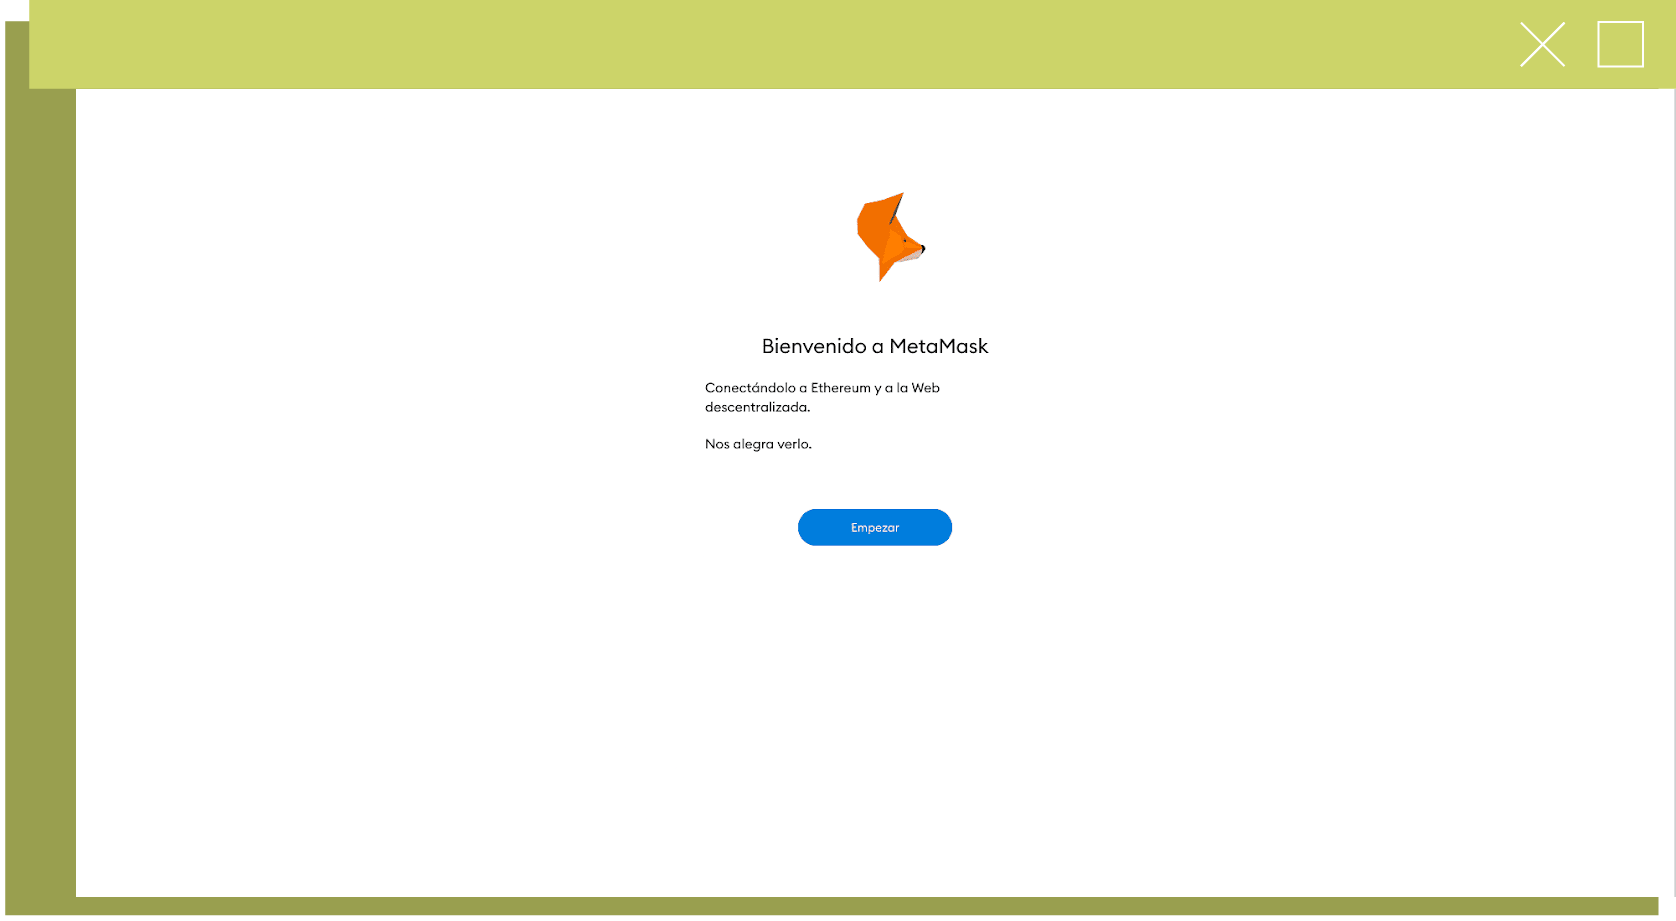 Bienvenido a MetaMask
Conectándolo a Ethereum y a la Web
descentralizada.
Nos alegra verlo.
Empezar